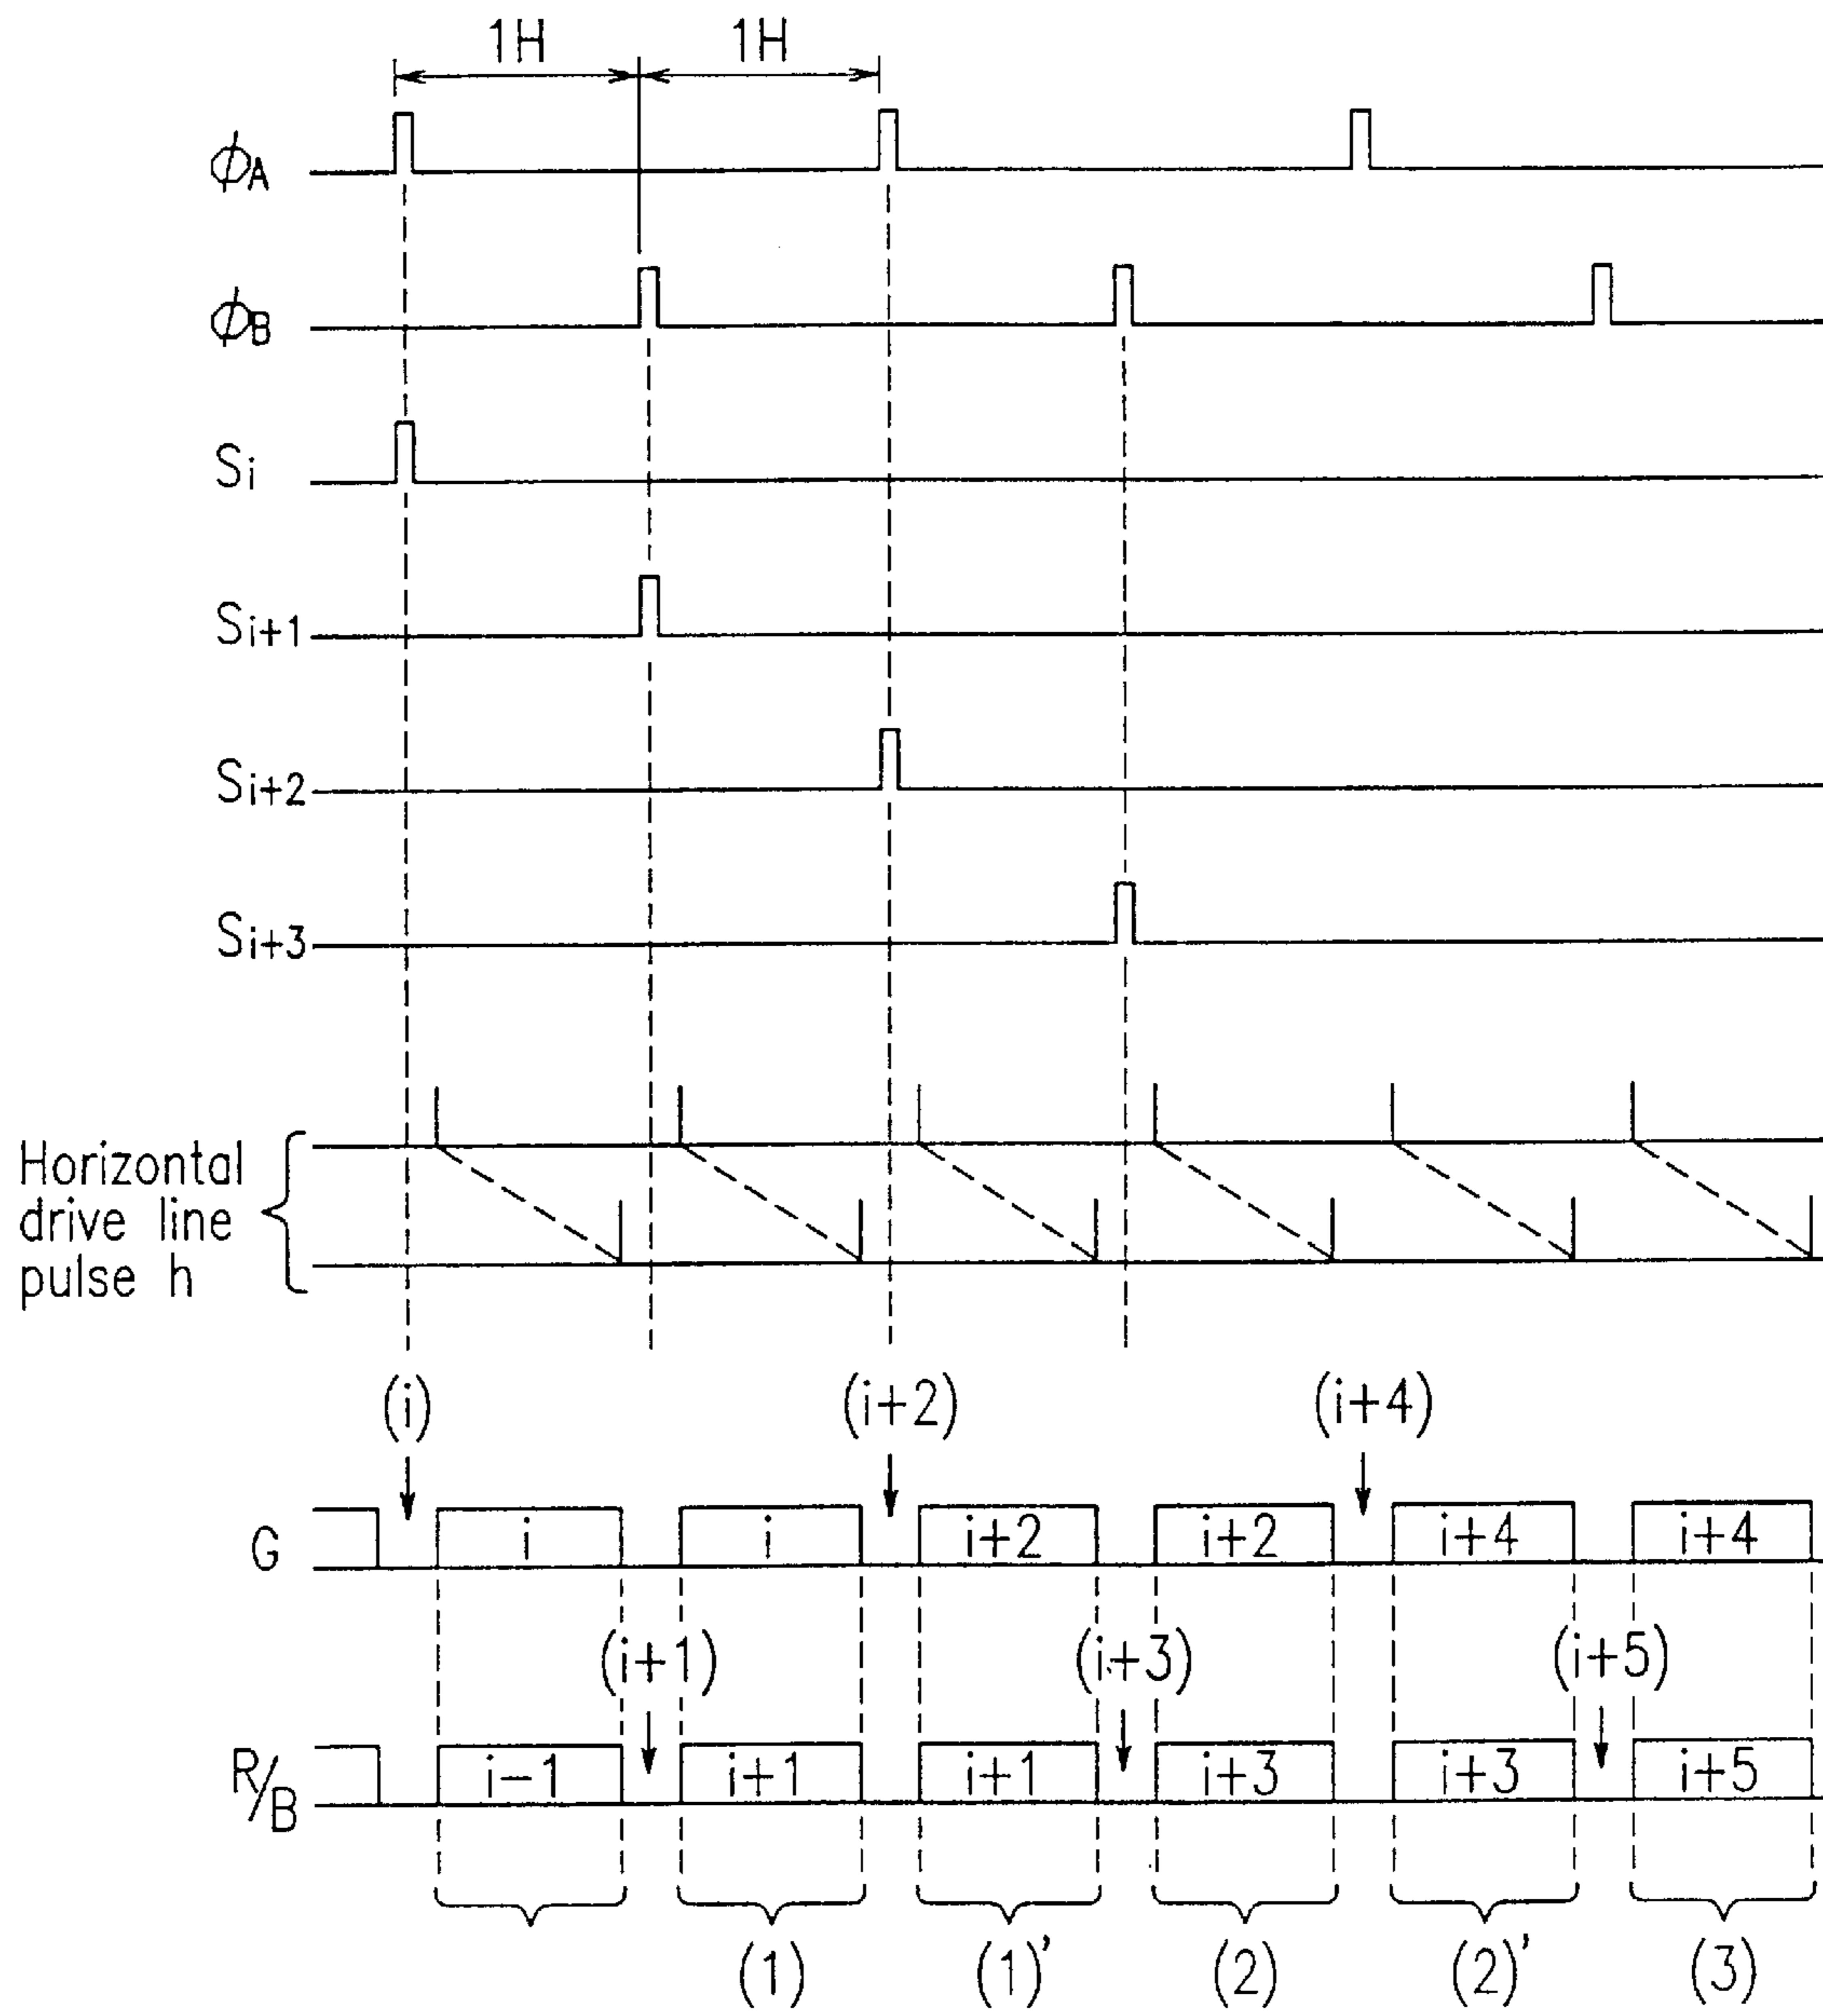 1H 1H
ϕA
ϕB
Si
Si+1
Si+2
Si+3
Horizontal
drive line
pulse h
(i) (i+2) (i+4)
G i i i+2 i+2 i+4 i+4
(i+1) (i+3) (i+5)
R/B i-1 i+1 i+1 i+3 i+3 i+5
(1) (1)' (2) (2)' (3)